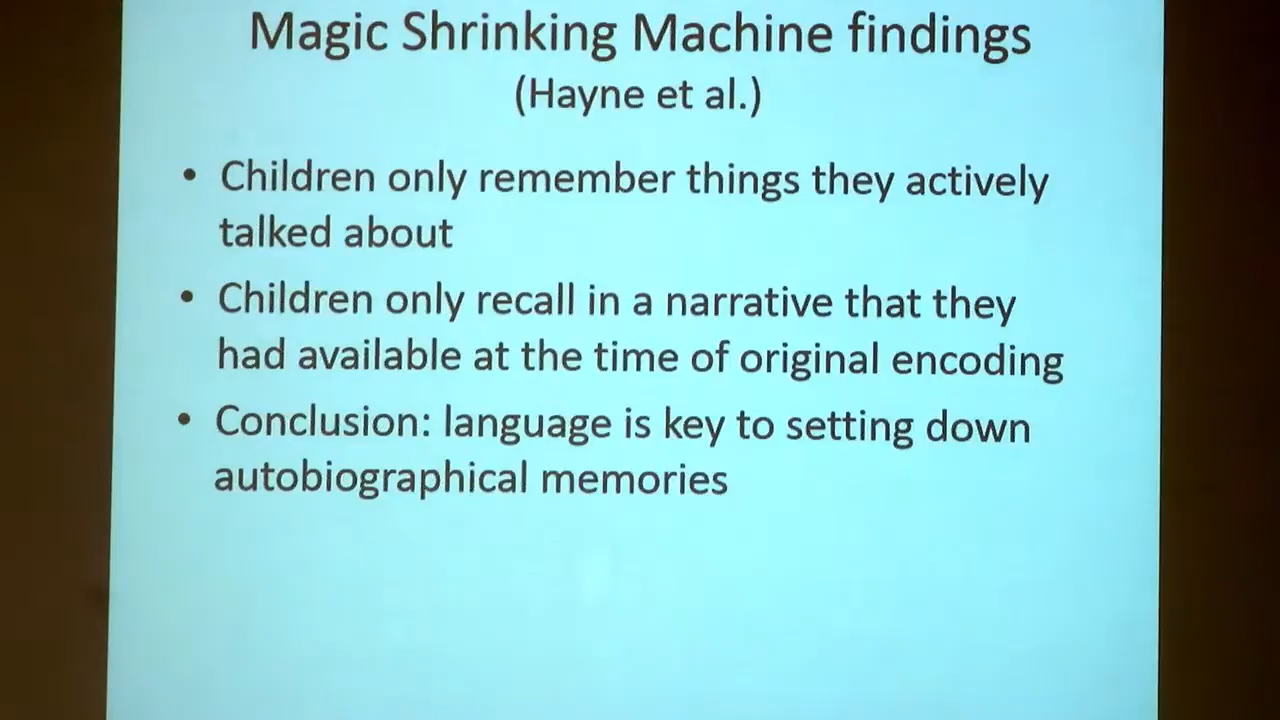 Magic Shrinking Machine findings
(Hayne et al.)
• Children only remember things they actively
talked about
• Children only recall in a narrative that they
had available at the time of original encoding
• Conclusion: language is key to setting down
autobiographical memories